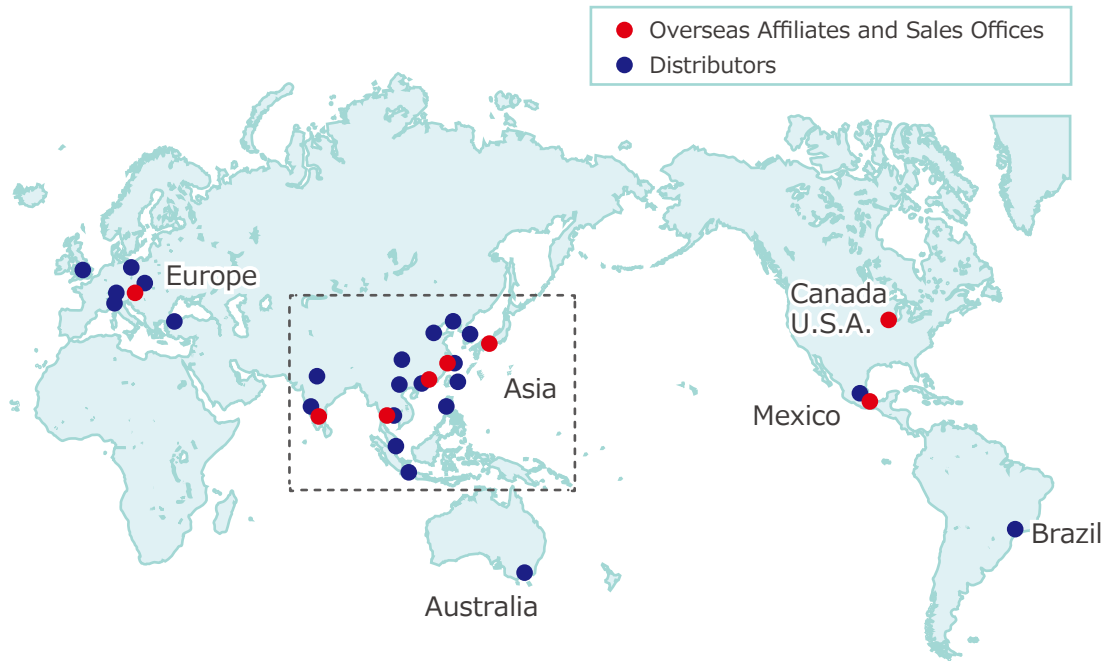 Overseas Affiliates and Sales Offices
Distributors
Europe
Canada
U.S.A.
Asia
Mexico
Brazil
Australia